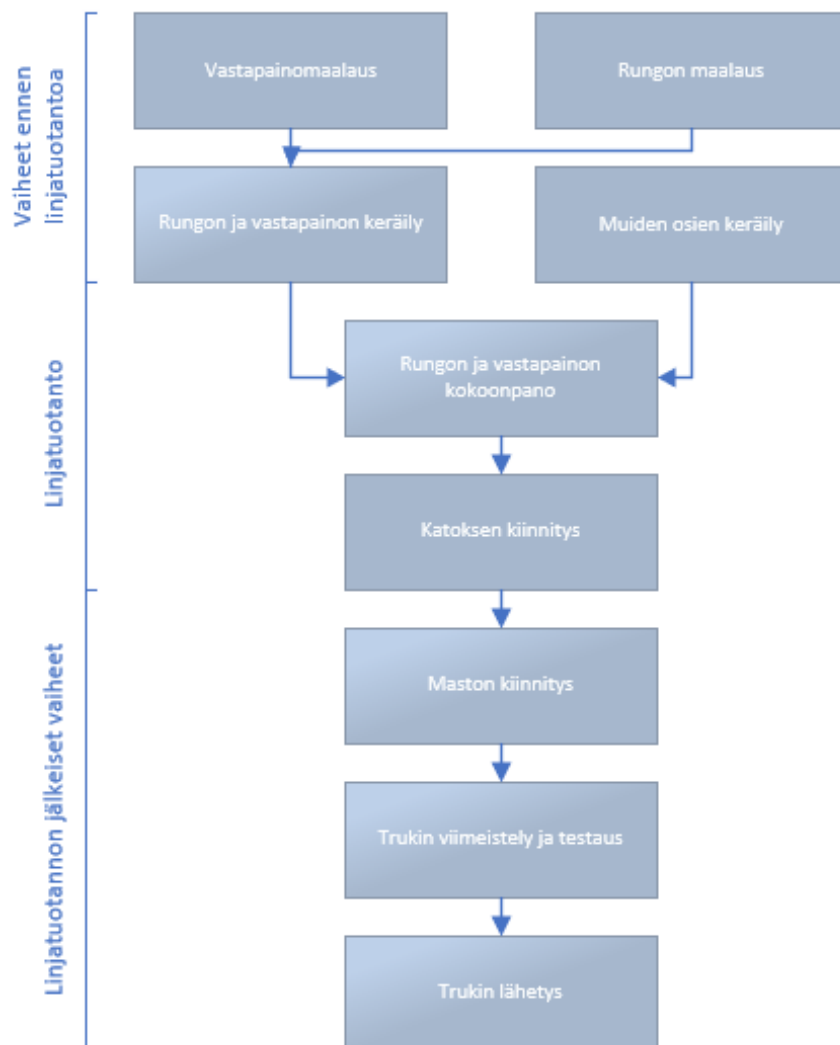 Vaiheet ennen
linjatuotantoa
Vastapainomaalaus
Rungon maalaus
Rungon ja vastapainon keräily
Muiden osien keräily
Linjatuotanto
Rungon ja vastapainon
kokoonpano
Katoksen kiinnitys
Linjatuotannon jälkeiset vaiheet
Maston kiinnitys
Trukin viimeistely ja testaus
Trukin lähetys